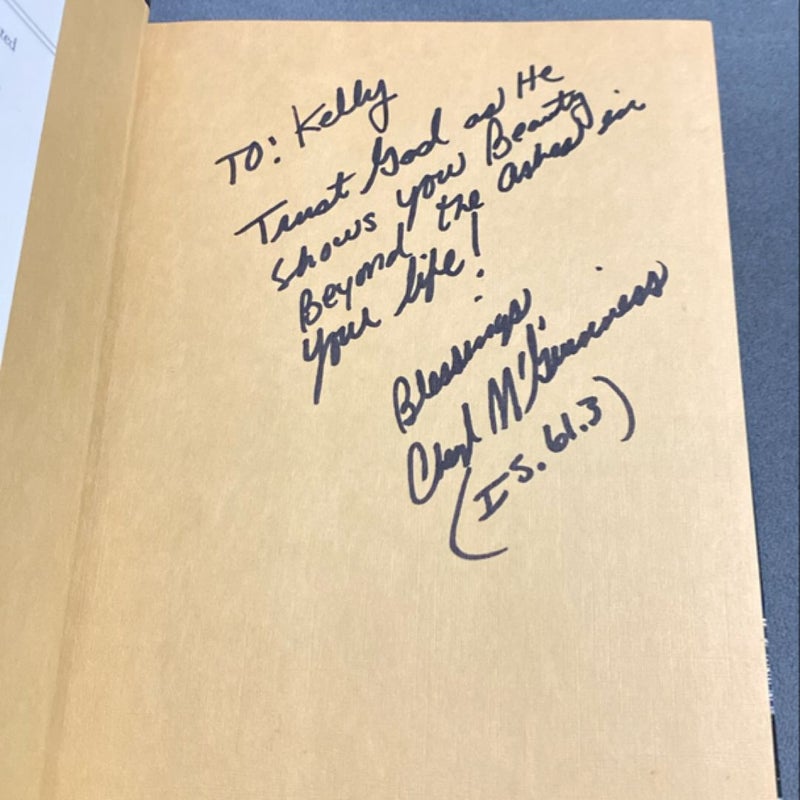 TO: Kelly
Trust God as He
shows you Beauty
Beyond the ashes in
your life!
Blessings
Cheryl McGuinness
(IS. 61.3)